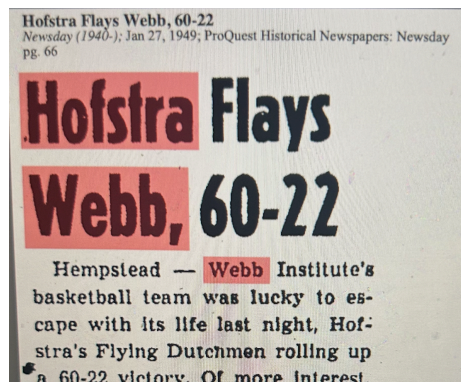 Hofstra Flays Webb, 60-22
Newsday (1940-); Jan 27, 1949; ProQuest Historical Newspapers: Newsday
pg. 66
Hofstra Flays
Webb, 60-22
Hempstead — Webb Institute's
basketball team was lucky to es-
cape with its life last night, Hof-
stra's Flying Dutchmen rolling up
a 60-22 victory. Of more interest